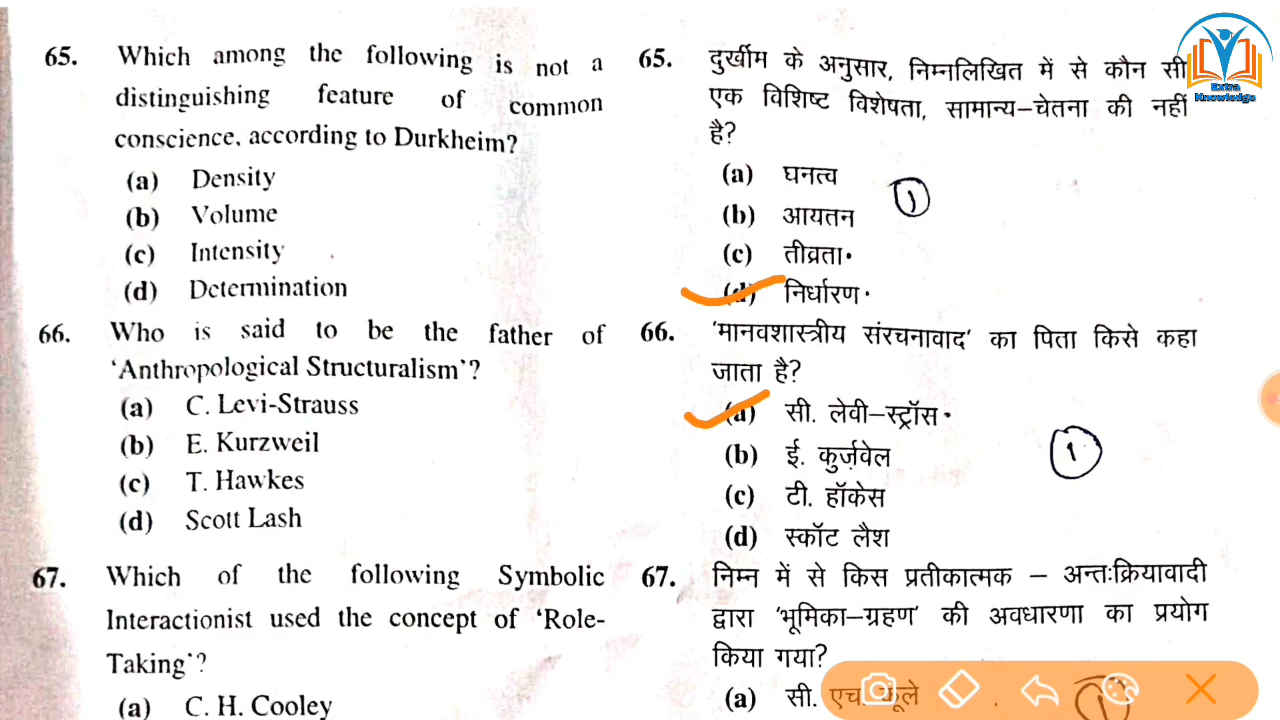 65. Which among the following is not a
distinguishing feature of common
conscience, according to Durkheim?
(a) Density
(b) Volume
(c) Intensity
(d) Determination
66. Who is said to be the father of
'Anthropological Structuralism'?
(a) C. Levi-Strauss
(b) E. Kurzweil
(c) T. Hawkes
(d) Scott Lash
67. Which of the following Symbolic
Interactionist used the concept of 'Role-
Taking'?
(a) C. H. Cooley
65. दुर्खीम के अनुसार, निम्नलिखित में से कौन सी
एक विशिष्ट विशेषता, सामान्य-चेतना की नहीं
है?
(a) घनत्व
(b) आयतन
(c) तीव्रता
(d) निर्धारण
66. 'मानवशास्त्रीय संरचनावाद' का पिता किसे कहा
जाता है?
(a) सी. लेवी-स्ट्रॉस
(b) ई. कुर्ज़वेल
(c) टी. हॉकेस
(d) स्कॉट लैश
67. निम्न में से किस प्रतीकात्मक - अन्तःक्रियावादी
द्वारा 'भूमिका-ग्रहण' की अवधारणा का प्रयोग
किया गया?
(a) सी. एच. कूले
1
1
1
Extra
Knowledge